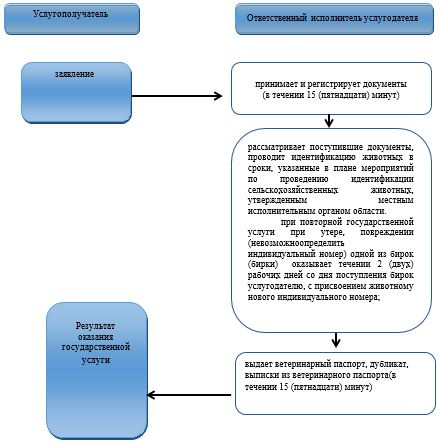 Услугополучатель
Ответственный исполнитель услугодателя
заявление
принимает и регистрирует документы
(в течении 15 (пятнадцати) минут)
рассматривает поступившие документы,
проводит идентификацию животных в
сроки, указанные в плане мероприятий
по проведению идентификации
сельскохозяйственных животных,
утвержденным местным
исполнительным органом области.
при повторной государственной
услуги при утере, повреждении
(невозможноопределить
индивидуальный номер) одной из бирок
(бирки) оказывает течении 2 (двух)
рабочих дней со дня поступления бирок
услугодателю, с присвоением животному
нового индивидуального номера;
Результат
оказания
государственной
услуги
выдает ветеринарный паспорт, дубликат,
выписки из ветеринарного паспорта(в
течении 15 (пятнадцати) минут)